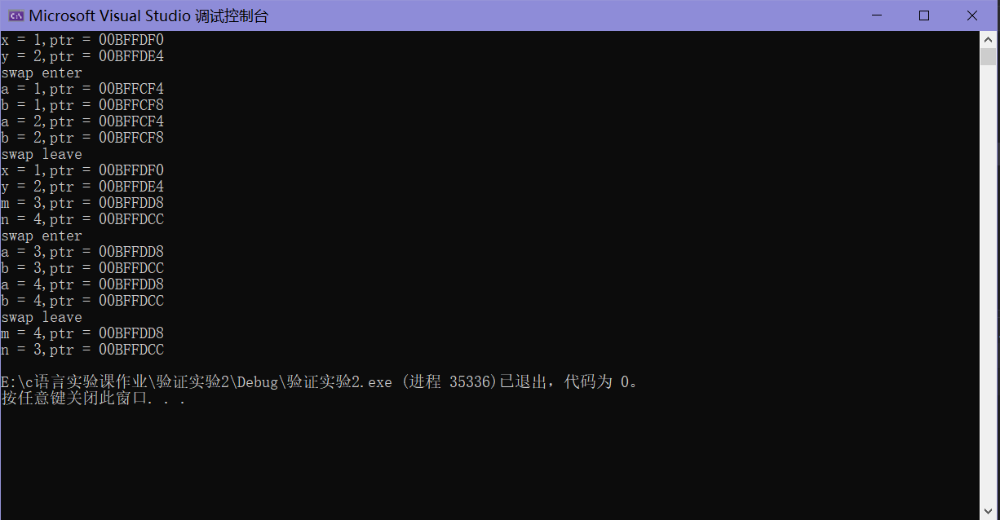 Microsoft Visual Studio 调试控制台
x = 1,ptr = 00BFFDF0
y = 2,ptr = 00BFFDE4
swap enter
a = 1,ptr = 00BFFCF4
b = 1,ptr = 00BFFCF8
a = 2,ptr = 00BFFCF4
b = 2,ptr = 00BFFCF8
swap leave
x = 1,ptr = 00BFFDF0
y = 2,ptr = 00BFFDE4
m = 3,ptr = 00BFFDD8
n = 4,ptr = 00BFFDCC
swap enter
a = 3,ptr = 00BFFDD8
b = 3,ptr = 00BFFDCC
a = 4,ptr = 00BFFDD8
b = 4,ptr = 00BFFDCC
swap leave
m = 4,ptr = 00BFFDD8
n = 3,ptr = 00BFFDCC
E:\c语言实验课作业\验证实验2\Debug\验证实验2.exe (进程 35336)已退出，代码为 0。
按任意键关闭此窗口. . .